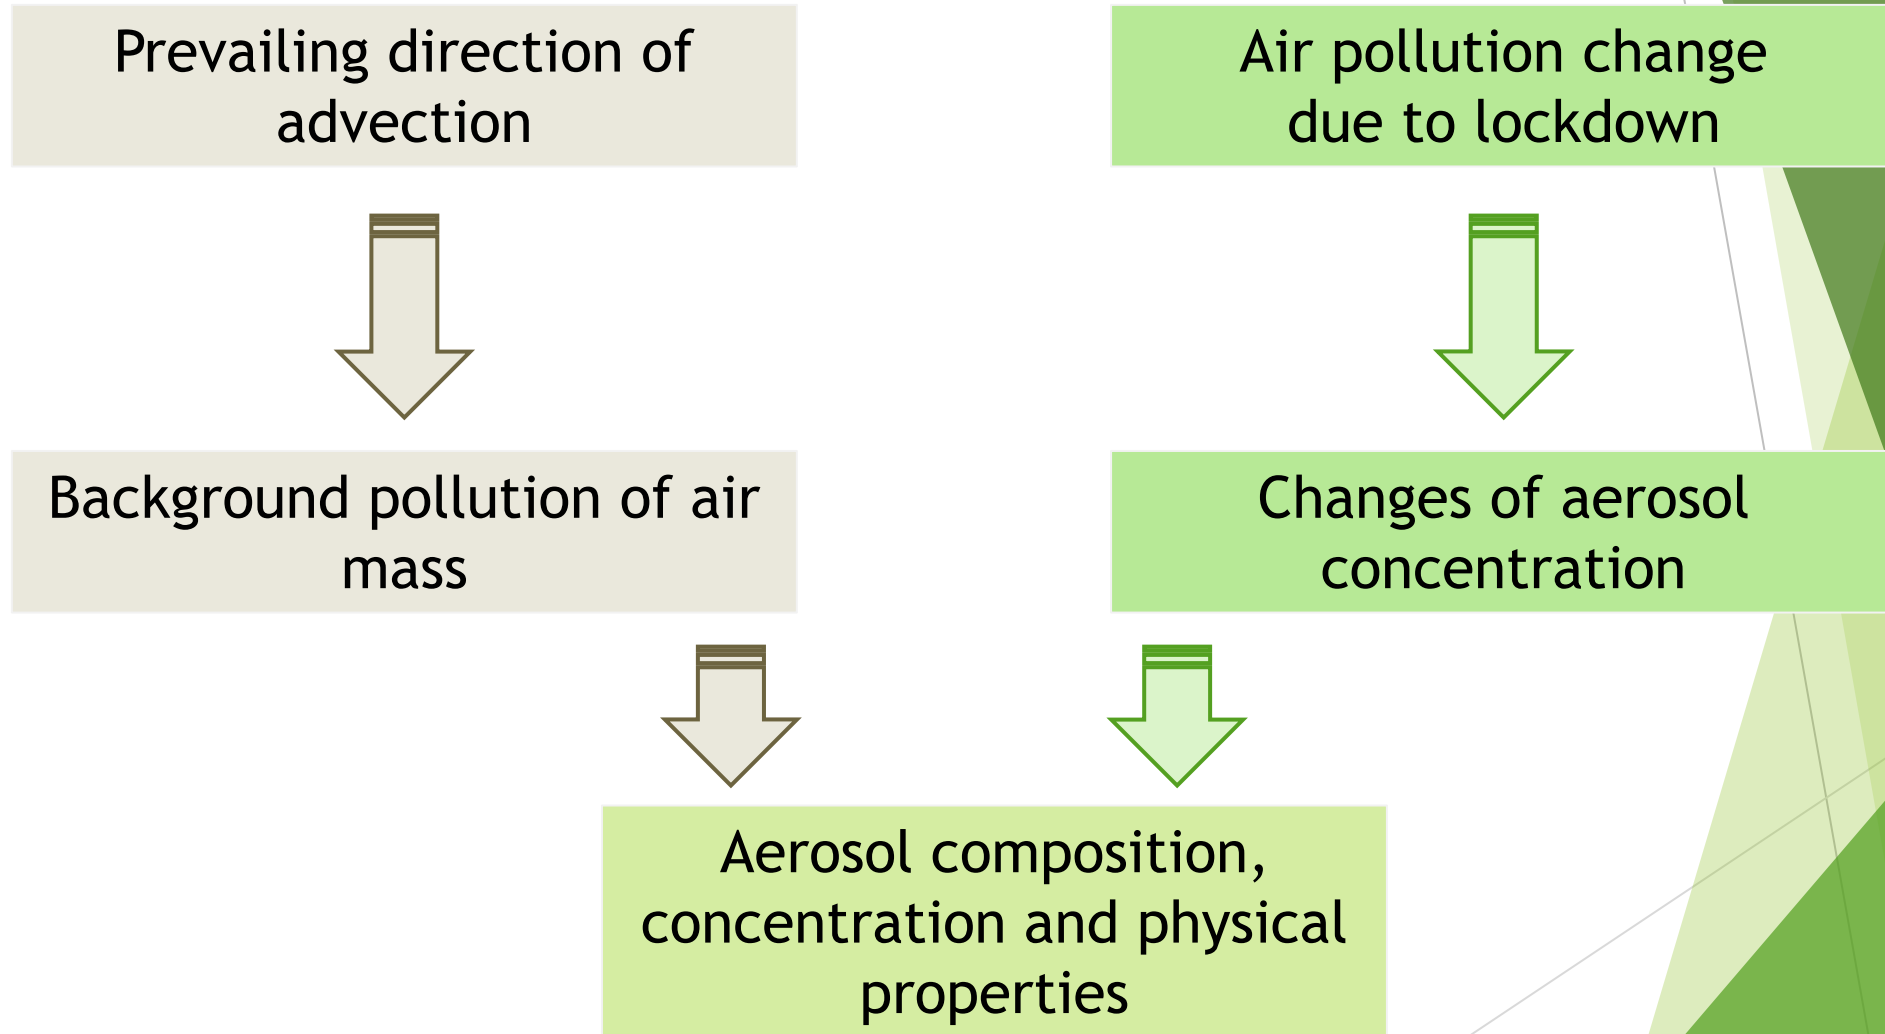 Prevailing direction of
advection
Air pollution change
due to lockdown
Background pollution of air
mass
Changes of aerosol
concentration
Aerosol composition,
concentration and physical
properties